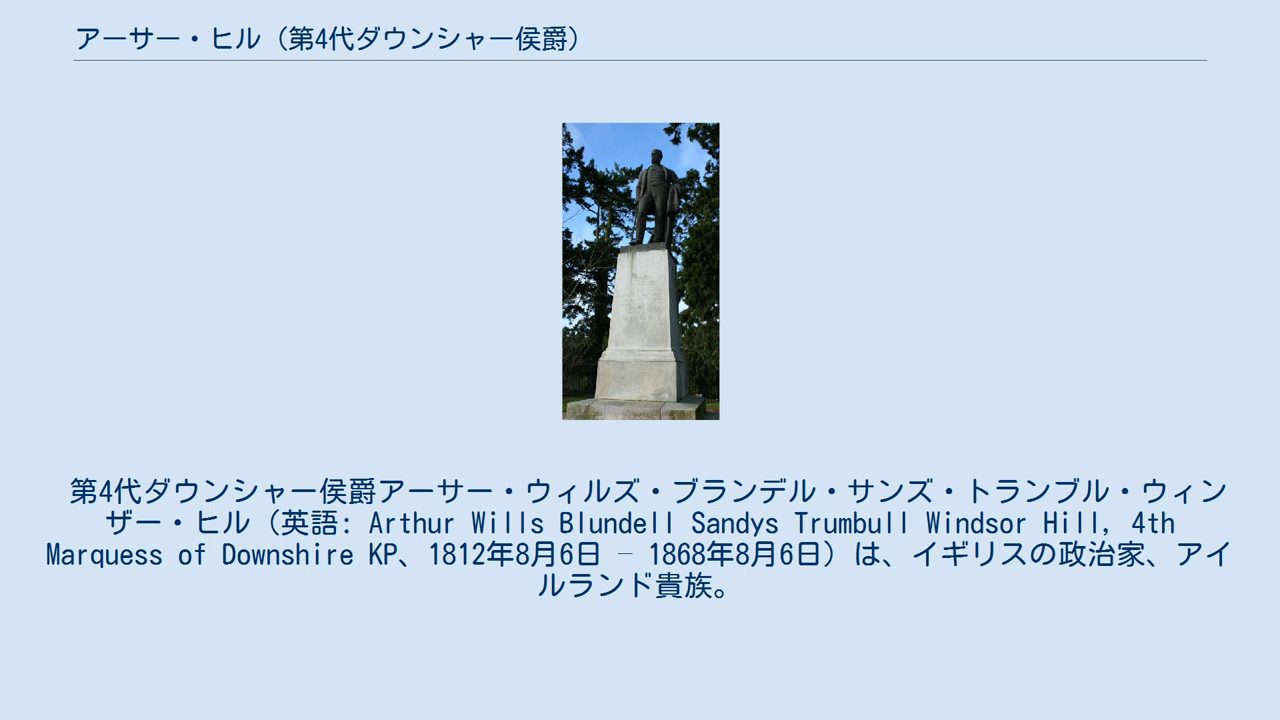 アーサー・ヒル（第4代ダウンシャー侯爵）
第4代ダウンシャー侯爵アーサー・ウィルズ・ブランデル・サンズ・トランブル・ウィン
ザー・ヒル（英語: Arthur Wills Blundell Sandys Trumbull Windsor Hill, 4th
Marquess of Downshire KP、1812年8月6日 – 1868年8月6日）は、イギリスの政治家、アイ
ルランド貴族。